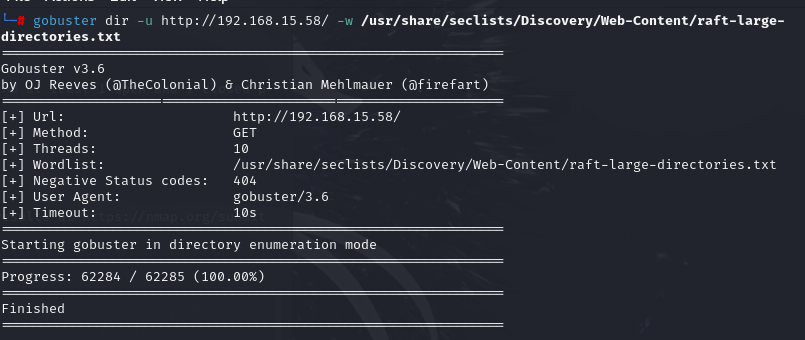 └─# gobuster dir -u http://192.168.15.58/ -w /usr/share/seclists/Discovery/Web-Content/raft-large-
directories.txt
===============================================================
Gobuster v3.6
by OJ Reeves (@TheColonial) & Christian Mehlmauer (@firefart)
===============================================================
[+] Url:                     http://192.168.15.58/
[+] Method:                  GET
[+] Threads:                 10
[+] Wordlist:                /usr/share/seclists/Discovery/Web-Content/raft-large-directories.txt
[+] Negative Status codes:   404
[+] User Agent:              gobuster/3.6
[+] Timeout:                 10s
===============================================================
Starting gobuster in directory enumeration mode
===============================================================
Progress: 62284 / 62285 (100.00%)
===============================================================
Finished
===============================================================